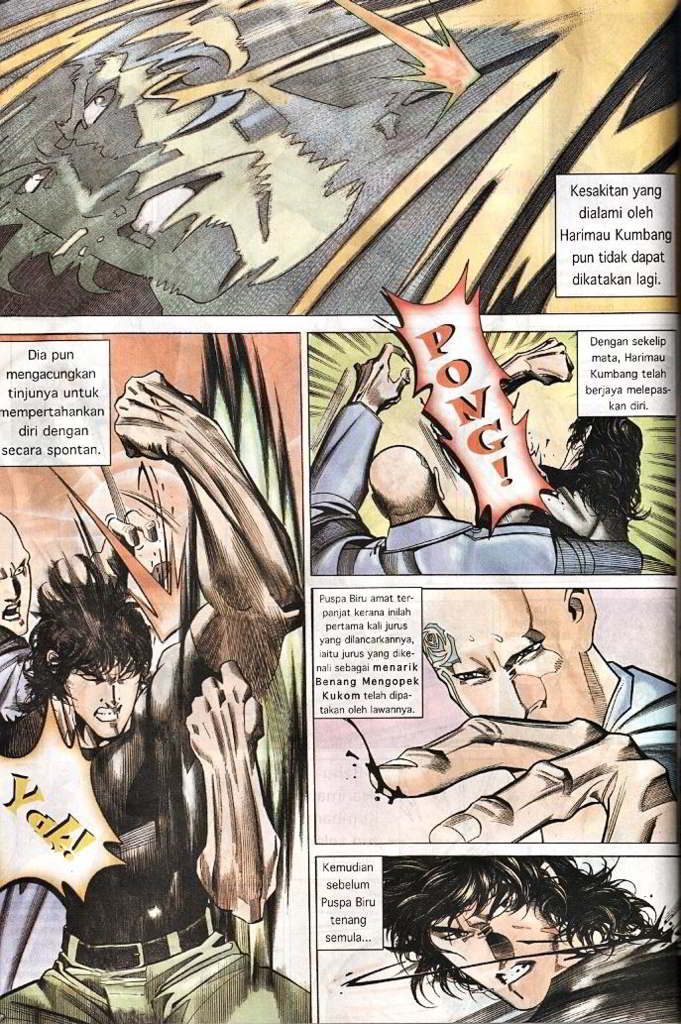 Kesakitan yang
dialami oleh
Harimau Kumbang
pun tidak dapat
dikatakan lagi.
Dia pun
mengacungkan
tinjunya untuk
mempertahankan
diri dengan
secara spontan.
Yak!
PONG!
Dengan sekelip
mata, Harimau
Kumbang telah
berjaya melepas-
kan diri.
Puspa Biru amat ter-
panjat kerana inilah
pertama kali jurus
yang dilancarkannya,
iaitu jurus yang dike-
nali sebagai menarik
Benang Mengopek
Kukom telah dipa-
takan oleh lawannya.
Kemudian
sebelum
Puspa Biru
tenang
semula...